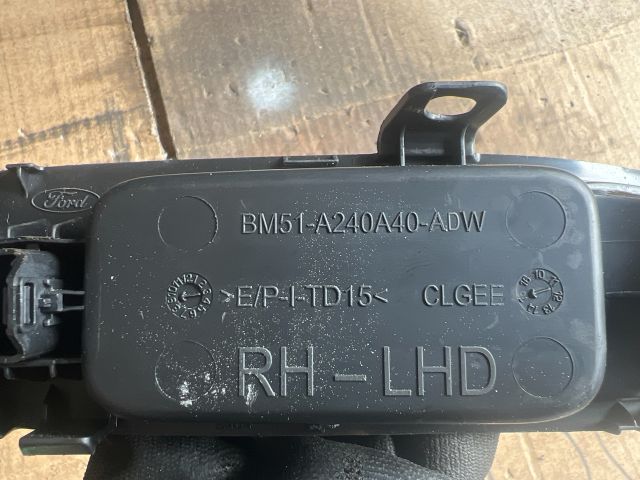 Ford
BM51-A240A40-ADW
>E/P-I-TD15< CLGEE
RH - LHD